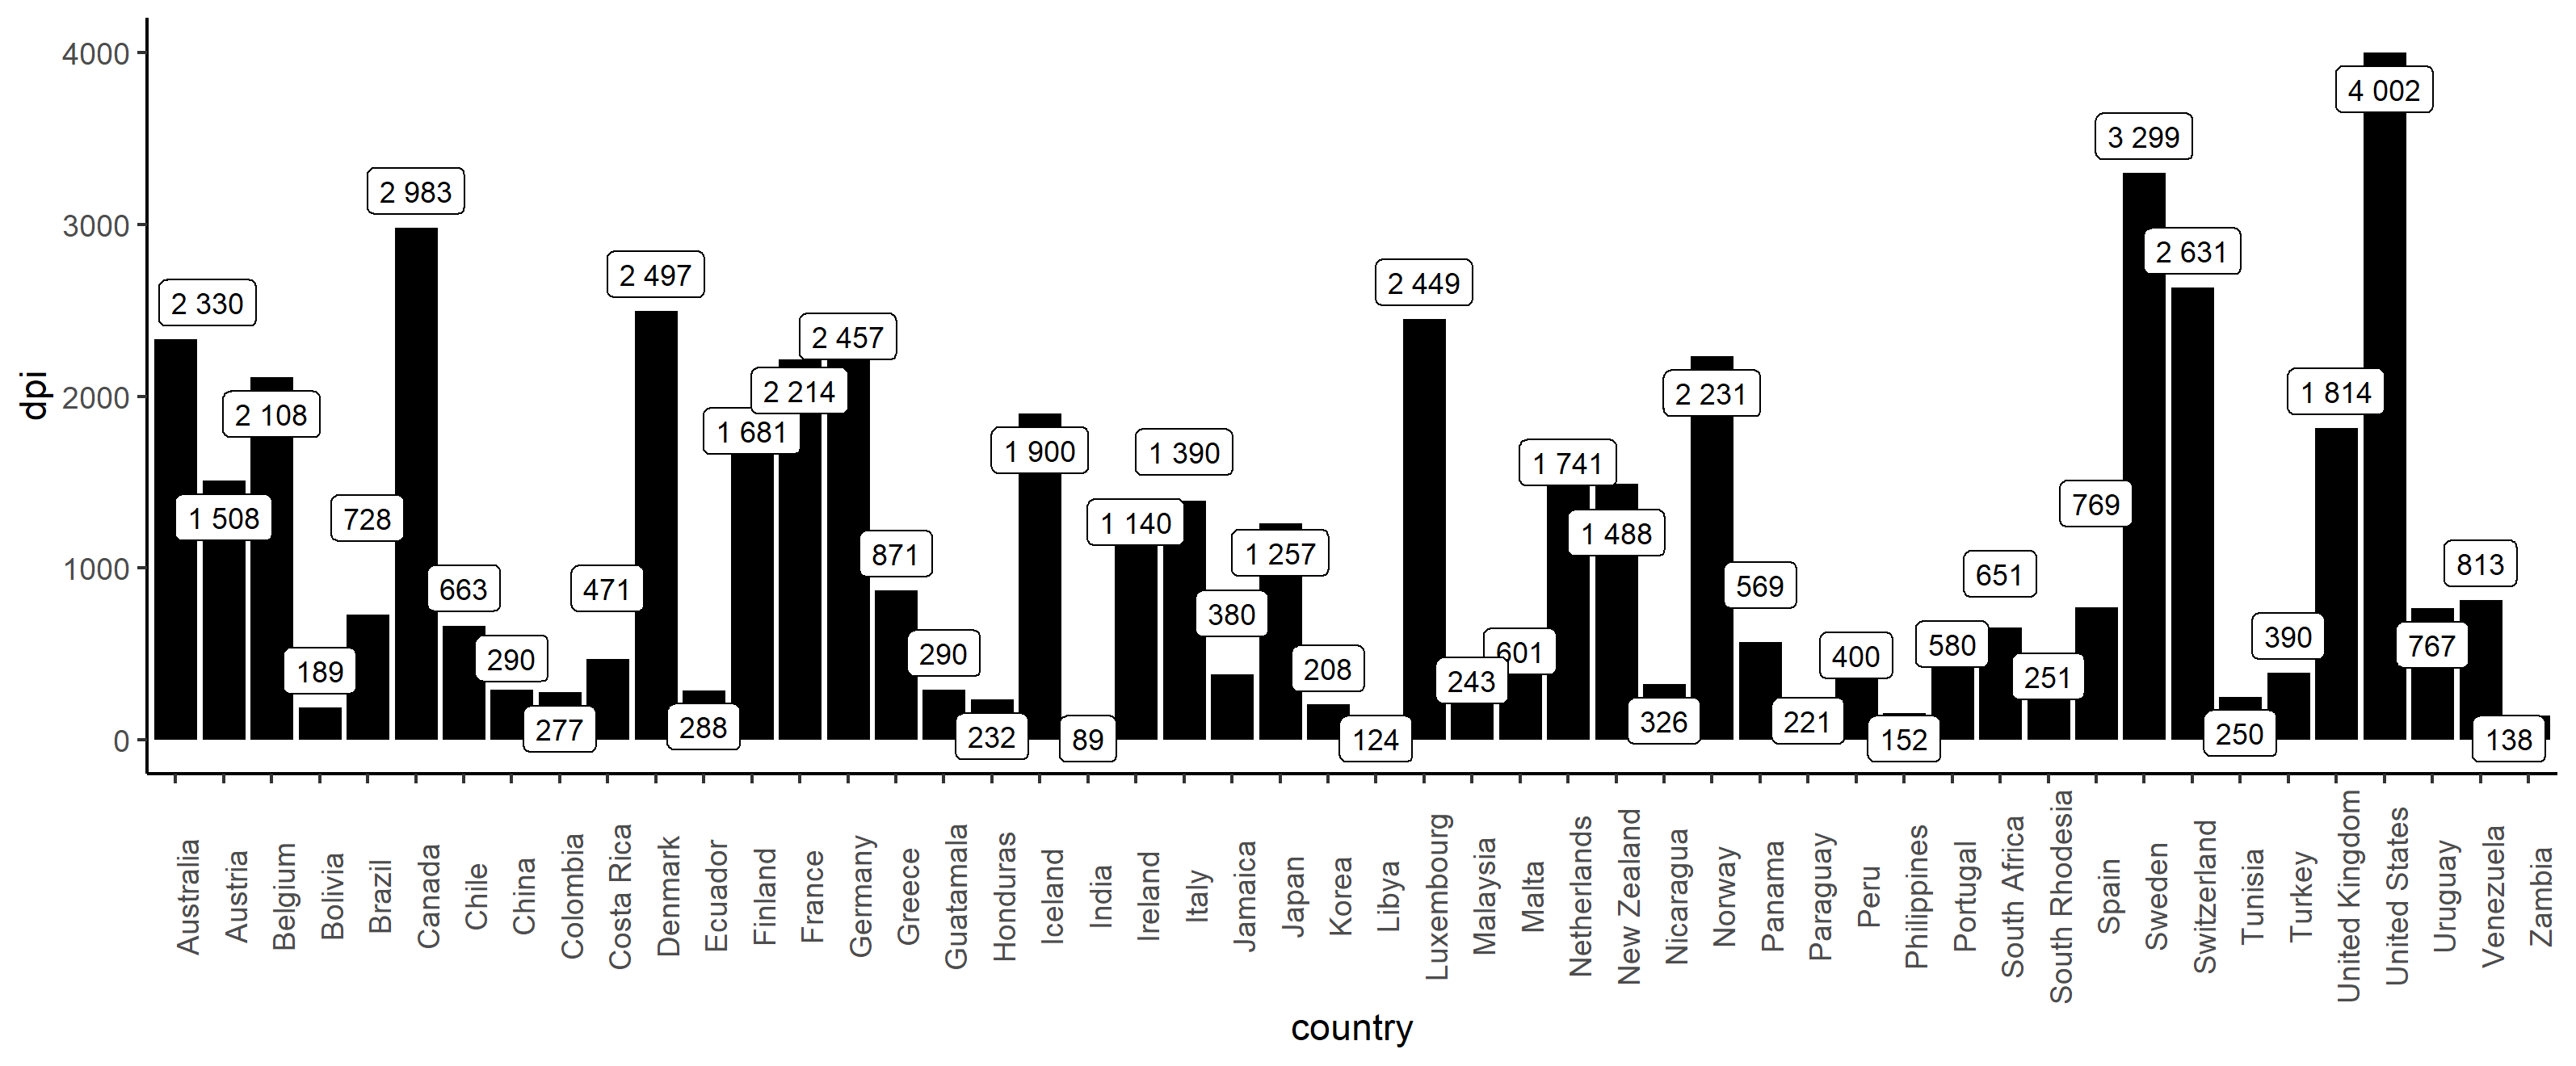 dpi
4000
3000
2000
1000
0
2 330
1 508
2 108
189
728
2 983
663
290
277
471
2 497
288
1 681
2 214
2 457
871
290
232
1 900
89
1 140
1 390
380
1 257
208
124
2 449
243
601
1 741
1 488
326
2 231
569
221
400
152
580
651
251
769
3 299
2 631
250
390
1 814
4 002
767
813
138
Australia
Austria
Belgium
Bolivia
Brazil
Canada
Chile
China
Colombia
Costa Rica
Denmark
Ecuador
Finland
France
Germany
Greece
Guatamala
Honduras
Iceland
India
Ireland
Italy
Jamaica
Japan
Korea
Libya
Luxembourg
Malaysia
Malta
Netherlands
New Zealand
Nicaragua
Norway
Panama
Paraguay
Peru
Philippines
Portugal
South Africa
South Rhodesia
Spain
Sweden
Switzerland
Tunisia
Turkey
United Kingdom
United States
Uruguay
Venezuela
Zambia
country